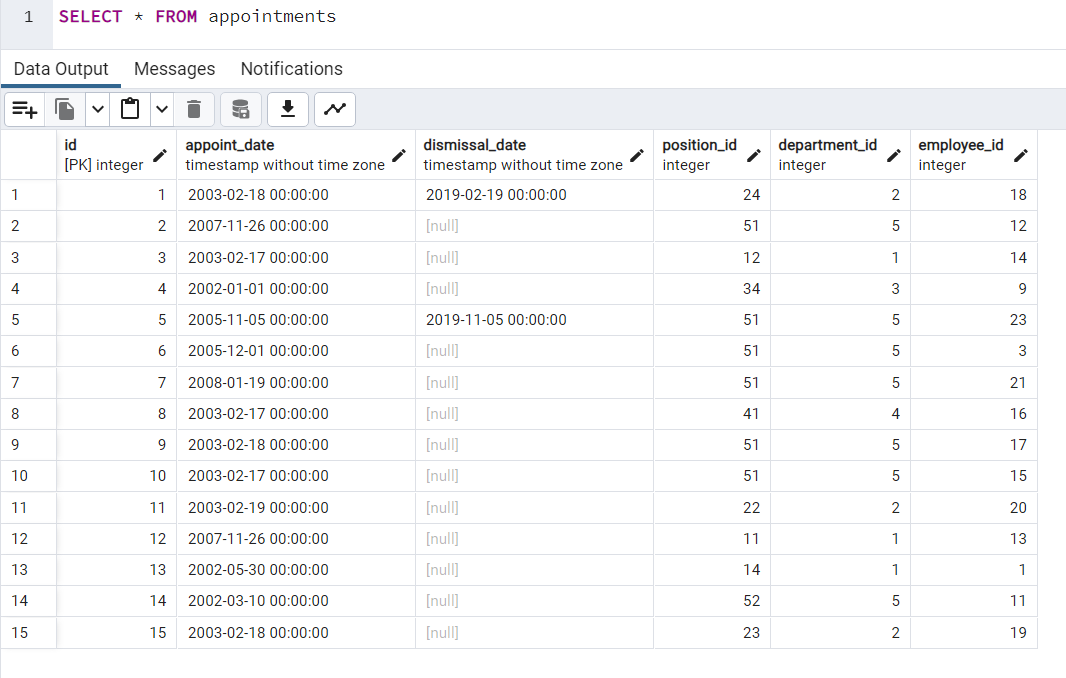 1 SELECT * FROM appointments
Data Output Messages Notifications
id appoint_date dismissal_date position_id department_id employee_id
[PK] integer timestamp without time zone timestamp without time zone integer integer integer
1 1 2003-02-18 00:00:00 2019-02-19 00:00:00 24 2 18
2 2 2007-11-26 00:00:00 [null] 51 5 12
3 3 2003-02-17 00:00:00 [null] 12 1 14
4 4 2002-01-01 00:00:00 [null] 34 3 9
5 5 2005-11-05 00:00:00 2019-11-05 00:00:00 51 5 23
6 6 2005-12-01 00:00:00 [null] 51 5 3
7 7 2008-01-19 00:00:00 [null] 51 5 21
8 8 2003-02-17 00:00:00 [null] 41 4 16
9 9 2003-02-18 00:00:00 [null] 51 5 17
10 10 2003-02-17 00:00:00 [null] 51 5 15
11 11 2003-02-19 00:00:00 [null] 22 2 20
12 12 2007-11-26 00:00:00 [null] 11 1 13
13 13 2002-05-30 00:00:00 [null] 14 1 1
14 14 2002-03-10 00:00:00 [null] 52 5 11
15 15 2003-02-18 00:00:00 [null] 23 2 19